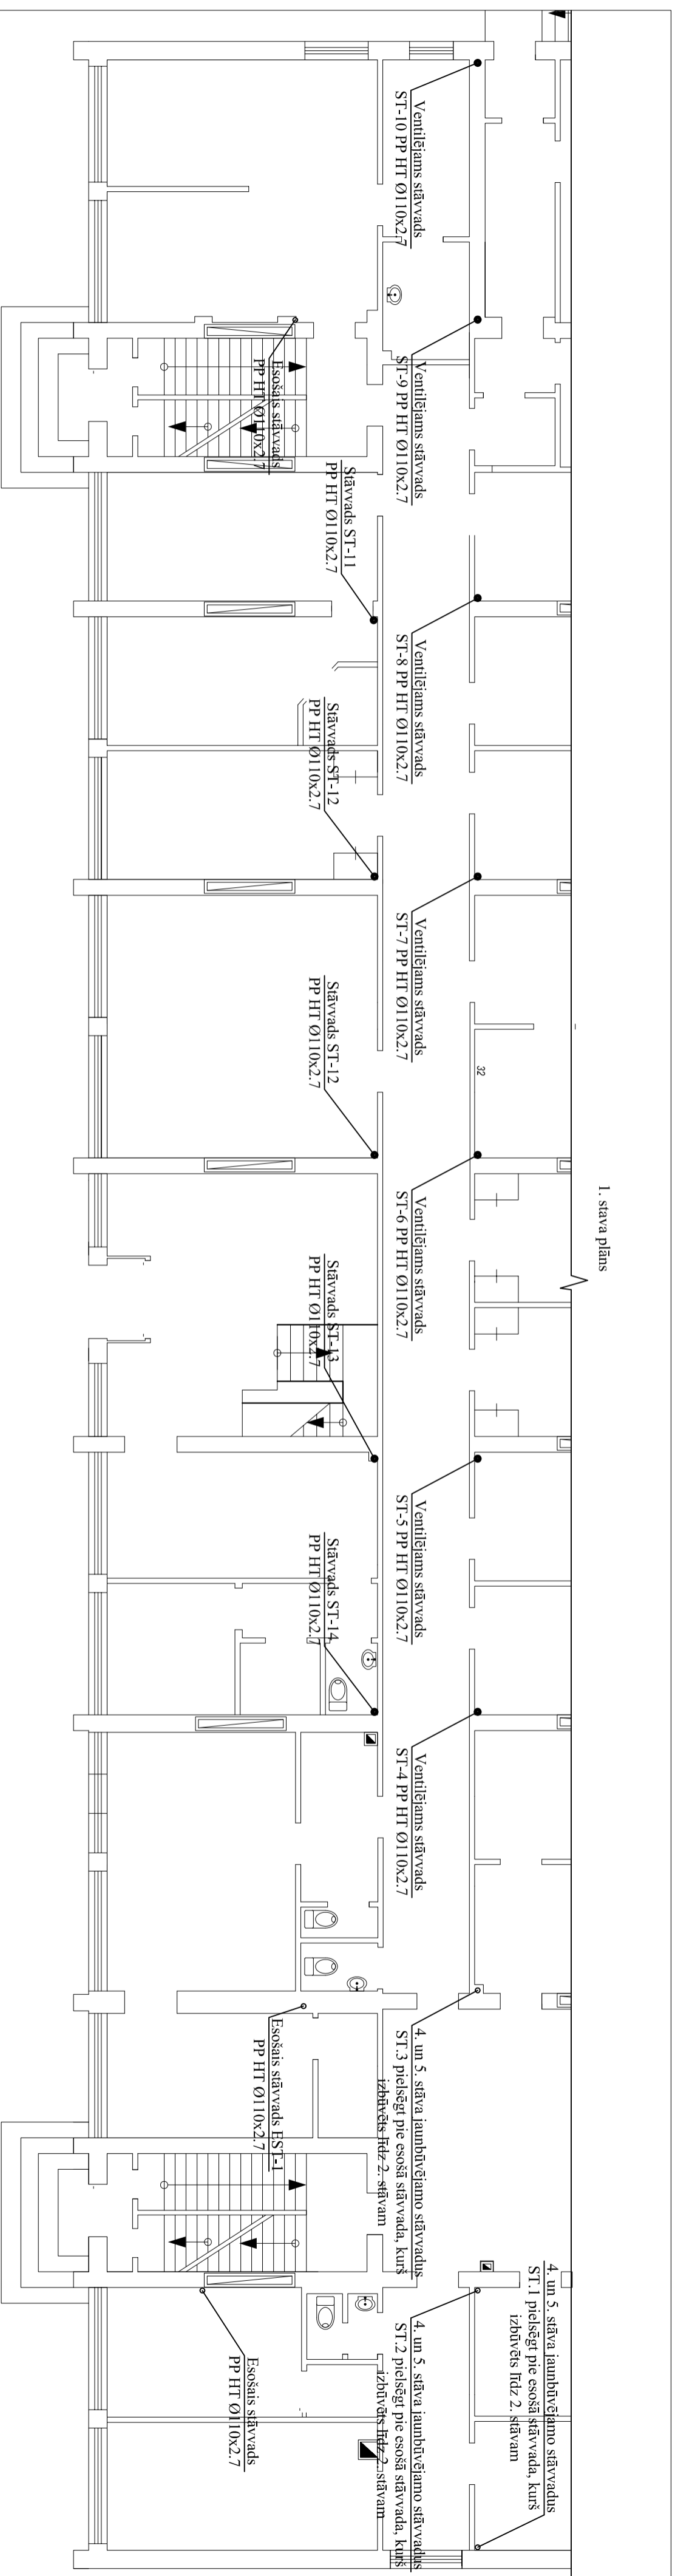 1. stava plāns
Ventilējams stāvvads
ST-10 PP HT Ø110x2.7
Ventilējams stāvvads
ST-9 PP HT Ø110x2.7
Ventilējams stāvvads
ST-8 PP HT Ø110x2.7
Ventilējams stāvvads
ST-7 PP HT Ø110x2.7
32
Ventilējams stāvvads
ST-6 PP HT Ø110x2.7
Ventilējams stāvvads
ST-5 PP HT Ø110x2.7
Ventilējams stāvvads
ST-4 PP HT Ø110x2.7
4. un 5. stāva jaunbūvējamo stāvvadus
ST.3 pielsēgt pie esošā stāvvada, kurš
izbūvēts līdz 2. stāvam
4. un 5. stāva jaunbūvējamo stāvvadus
ST.2 pielsēgt pie esošā stāvvada, kurš
izbūvēts līdz 2. stāvam
4. un 5. stāva jaunbūvējamo stāvvadus
ST.1 pielsēgt pie esošā stāvvada, kurš
izbūvēts līdz 2. stāvam
Esošais stāvvads
PP HT Ø110x2.7
Stāvvads ST-11
PP HT Ø110x2.7
Stāvvads ST-12
PP HT Ø110x2.7
Stāvvads ST-12
PP HT Ø110x2.7
Stāvvads ST-13
PP HT Ø110x2.7
Stāvvads ST-14
PP HT Ø110x2.7
Esošais stāvvads EST-1
PP HT Ø110x2.7
Esošais stāvvads
PP HT Ø110x2.7